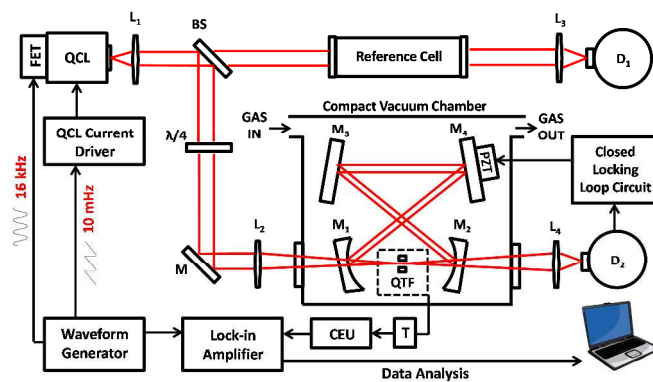 L1
BS
L3
FET
QCL
Reference Cell
D1
Compact Vacuum Chamber
GAS
IN
GAS
OUT
M3
M4
PZT
λ/4
QCL Current
Driver
Closed
Locking
Loop Circuit
16 kHz
10 mHz
L2
M1
M2
L4
M
QTF
D2
Waveform
Generator
Lock-in
Amplifier
CEU
T
Data Analysis